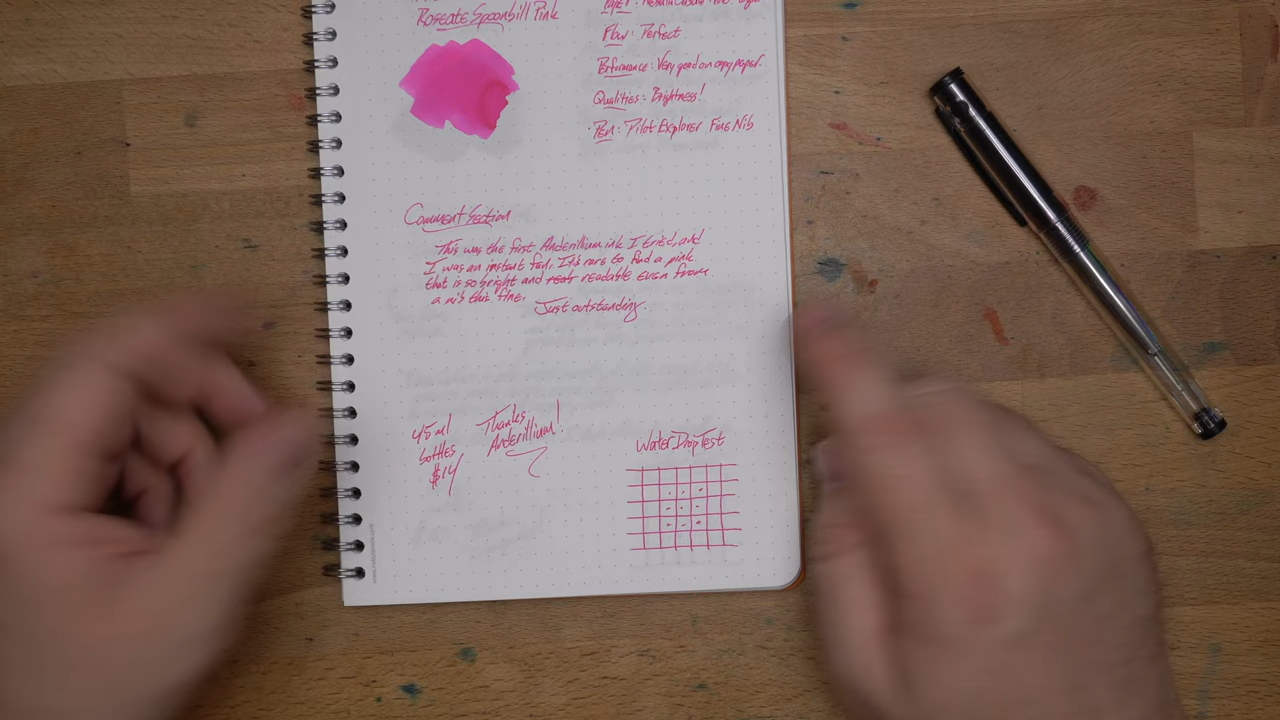 Roseate Spoonbill Pink
Paper:
Flow: Perfect
Performance: Very good on copy paper.
Qualities: Brightness!
Pen: Pilot Explorer Fine Nib
Comment Section
This was the first Anderillium ink I tried, and
I was an instant fan. It's rare to find a pink
that is so bright and readable even from
a nib this fine.
Just outstanding.
45ml
bottles
$14
Thanks
Anderillium!
Water Drop Test